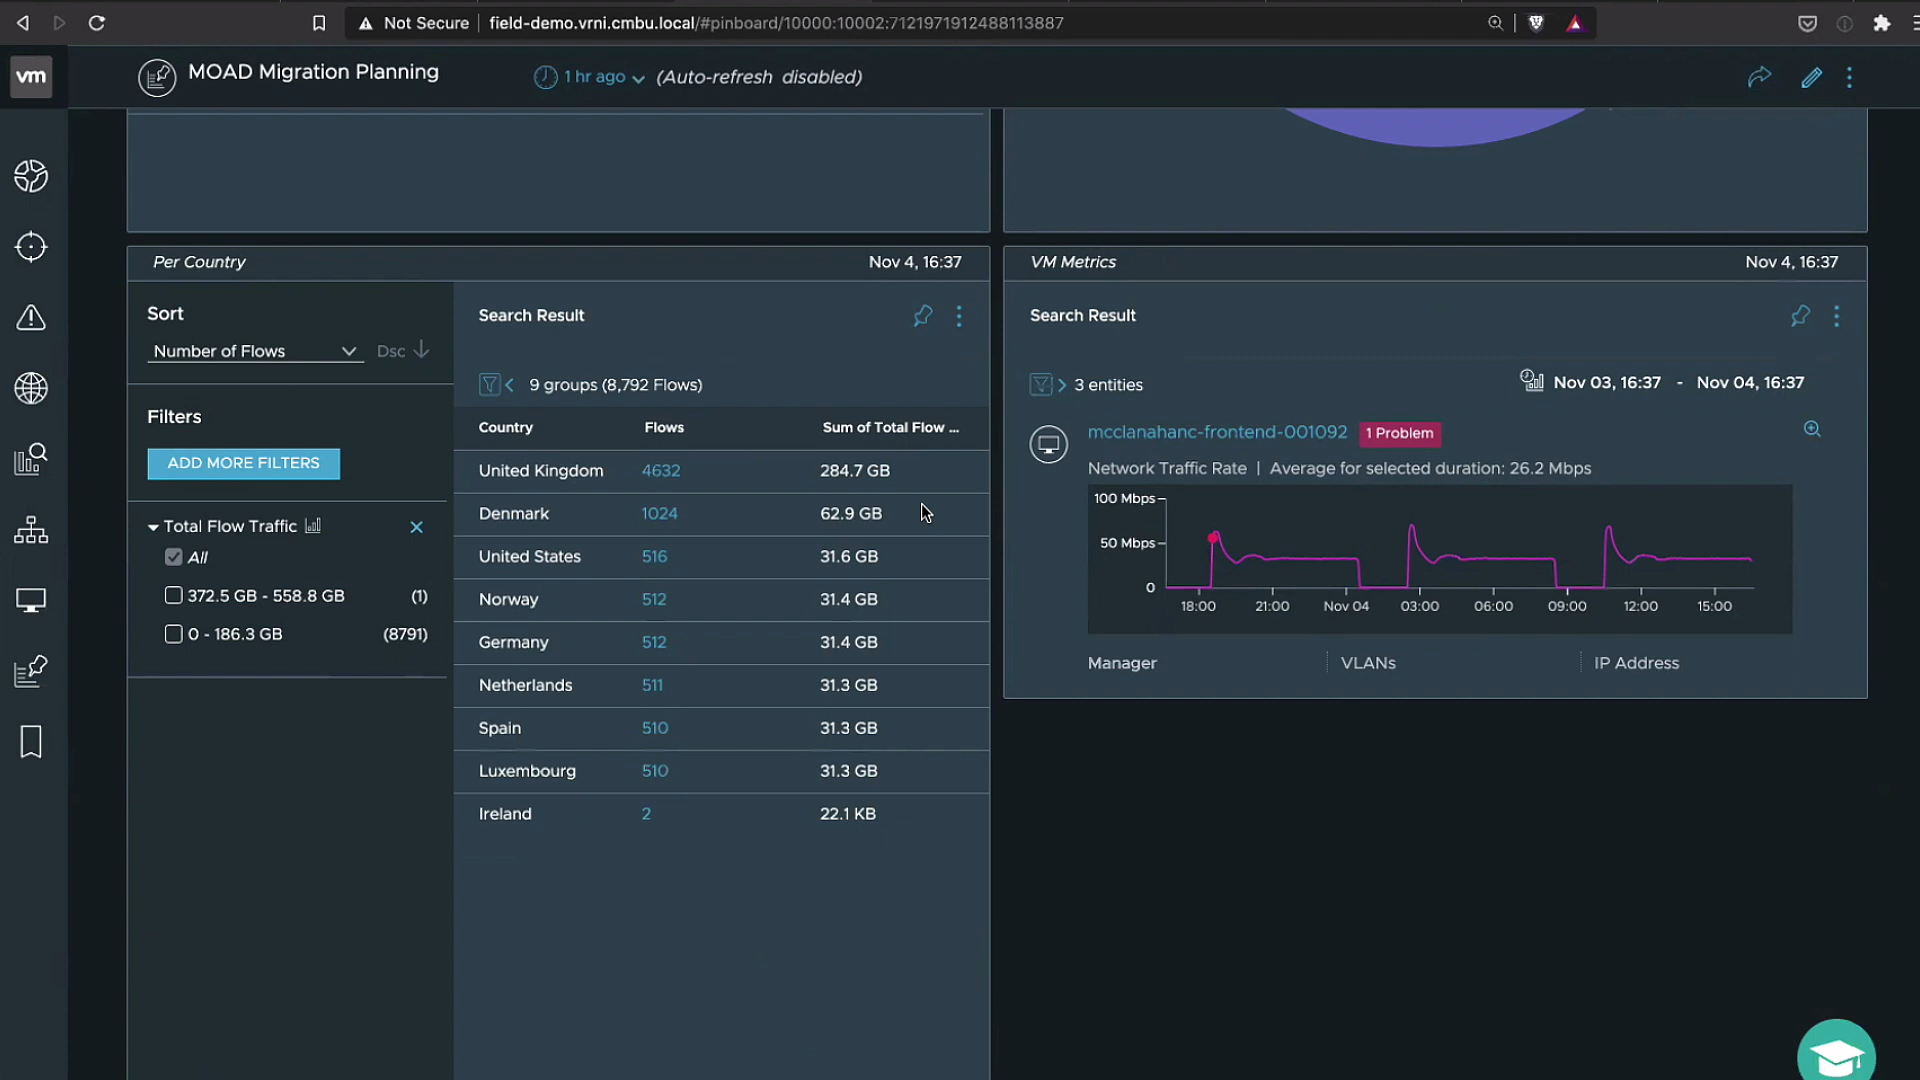 Not Secure
field-demo.vrni.cmbu.local/#pinboard/10000:10002:7121971912488113887
vm
MOAD Migration Planning
1 hr ago
(Auto-refresh disabled)
Per Country
Nov 4, 16:37
Sort
Number of Flows
Dsc
Filters
ADD MORE FILTERS
Total Flow Traffic
All
372.5 GB - 558.8 GB (1)
0 - 186.3 GB (8791)
Search Result
9 groups (8,792 Flows)
Country Flows Sum of Total Flow ...
United Kingdom 4632 284.7 GB
Denmark 1024 62.9 GB
United States 516 31.6 GB
Norway 512 31.4 GB
Germany 512 31.4 GB
Netherlands 511 31.3 GB
Spain 510 31.3 GB
Luxembourg 510 31.3 GB
Ireland 2 22.1 KB
VM Metrics
Nov 4, 16:37
Search Result
3 entities
Nov 03, 16:37 - Nov 04, 16:37
mcclanahanc-frontend-001092
1 Problem
Network Traffic Rate | Average for selected duration: 26.2 Mbps
100 Mbps
50 Mbps
0
18:00 21:00 Nov 04 03:00 06:00 09:00 12:00 15:00
Manager VLANs IP Address